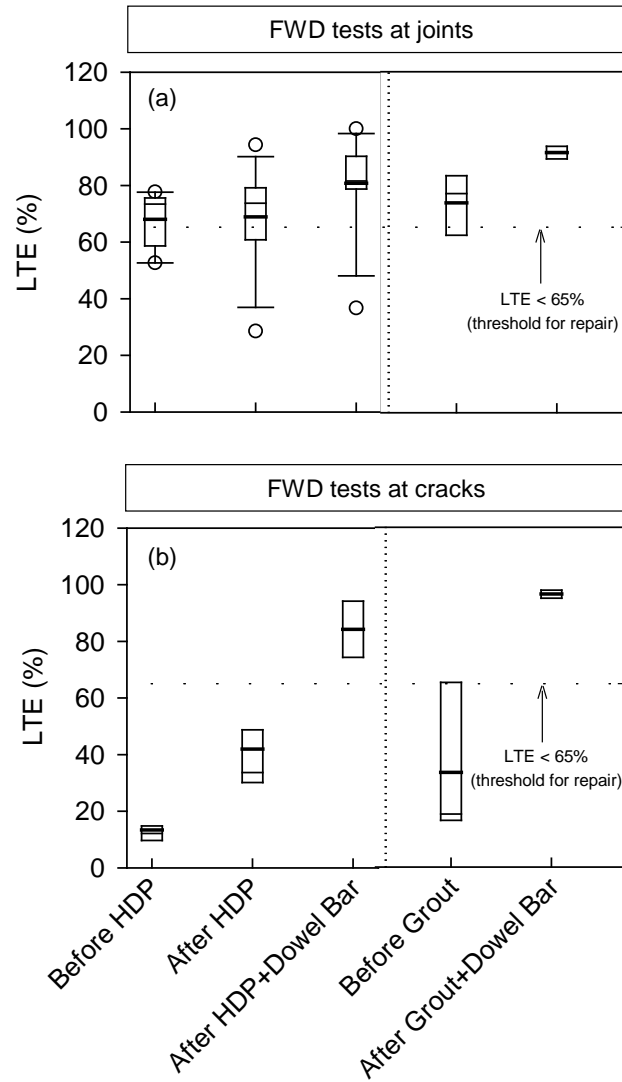 FWD tests at joints
(a)
LTE (%)
120
100
80
60
40
20
0
LTE < 65%
(threshold for repair)
FWD tests at cracks
(b)
LTE (%)
120
100
80
60
40
20
0
LTE < 65%
(threshold for repair)
Before HDP
After HDP
After HDP+Dowel Bar
Before Grout
After Grout+Dowel Bar